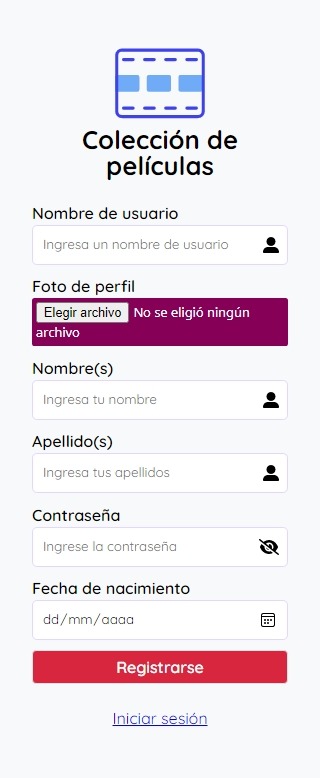 Colección de
películas
Nombre de usuario
Ingresa un nombre de usuario
Foto de perfil
Elegir archivo No se eligió ningún
archivo
Nombre(s)
Ingresa tu nombre
Apellido(s)
Ingresa tus apellidos
Contraseña
Ingrese la contraseña
Fecha de nacimiento
dd/mm/aaaa
Registrarse
Iniciar sesión